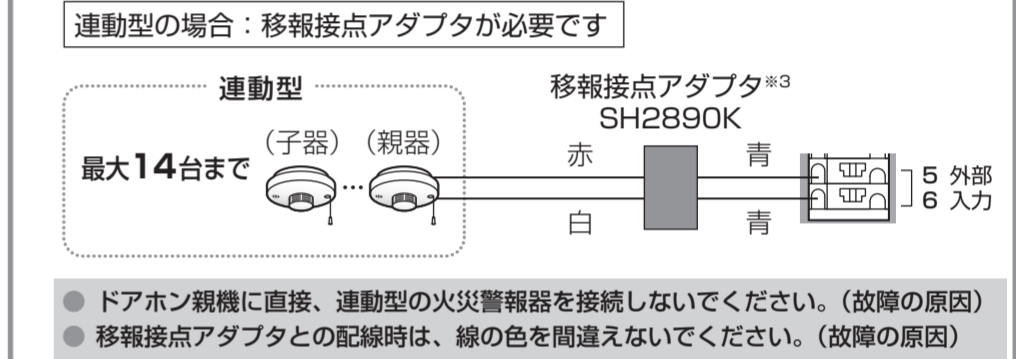 連動型の場合：移報接点アダプタが必要です
連動型
移報接点アダプタ※3
SH2890K
最大14台まで
（子器）（親器）
…
赤
青
白
青
5 外部
6 入力
● ドアホン親機に直接、連動型の火災警報器を接続しないでください。（故障の原因）
● 移報接点アダプタとの配線時は、線の色を間違えないでください。（故障の原因）